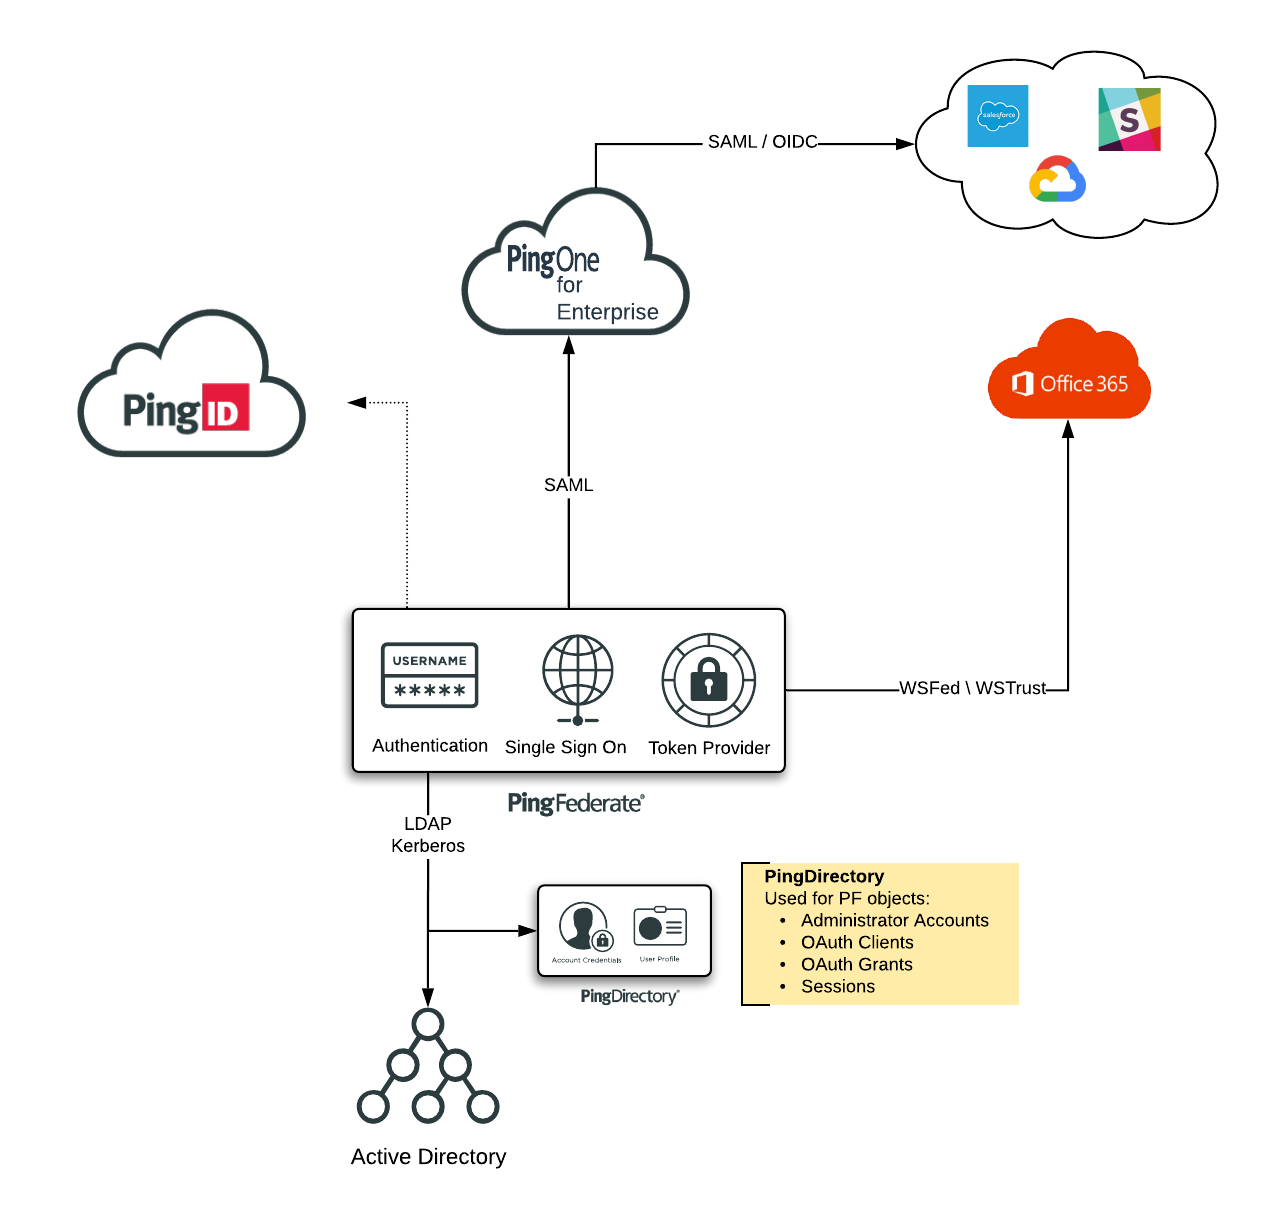 salesforce
S
SAML / OIDC
PingOne
for
Enterprise
PingID
Office 365
SAML
USERNAME
*****
Authentication
Single Sign On
Token Provider
WSFed \ WSTrust
PingFederate®
LDAP
Kerberos
Account Credentials
User Profile
PingDirectory®
PingDirectory
Used for PF objects:
• Administrator Accounts
• OAuth Clients
• OAuth Grants
• Sessions
Active Directory